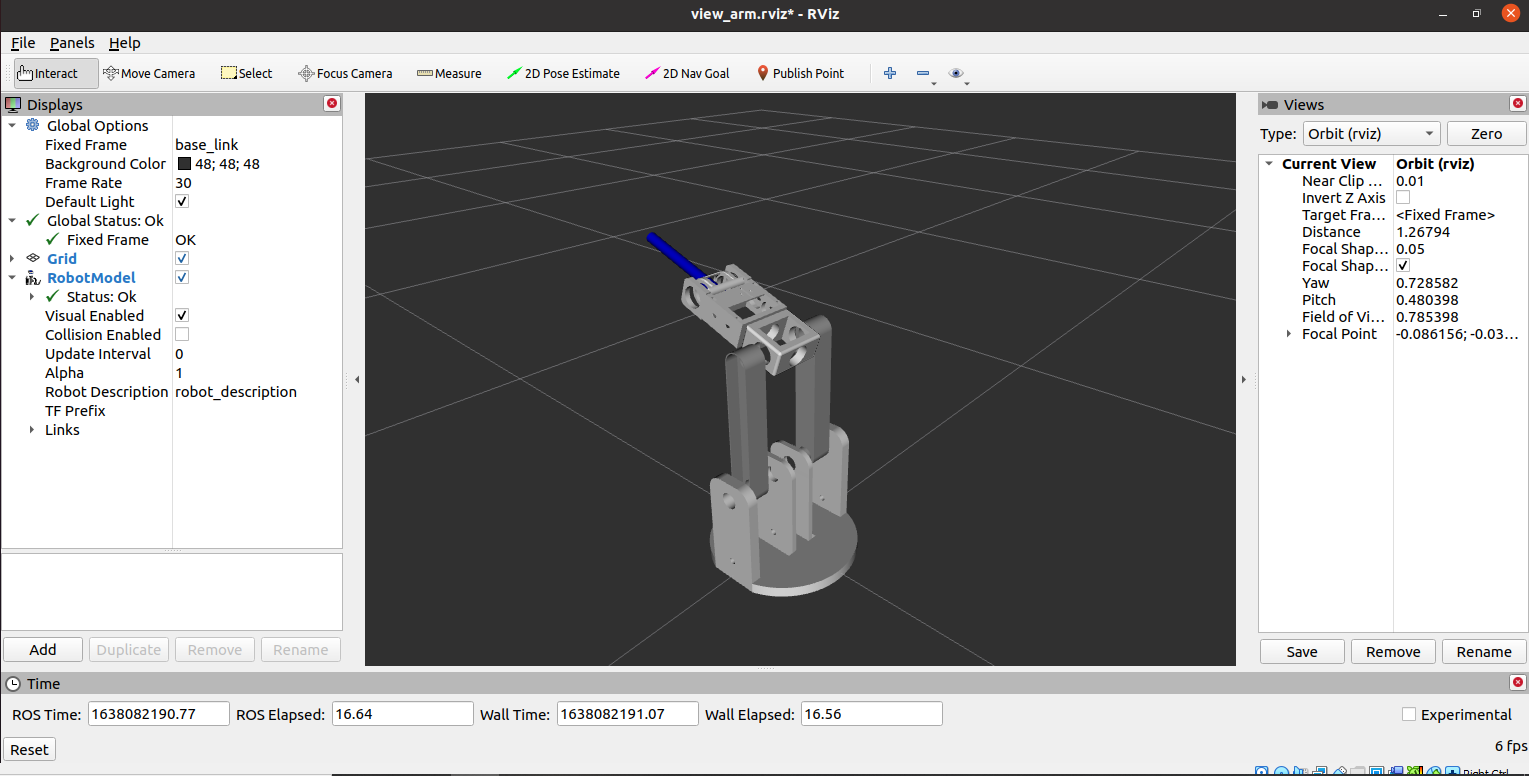 view_arm.rviz* - RViz
File Panels Help
Interact Move Camera Select Focus Camera Measure 2D Pose Estimate 2D Nav Goal Publish Point
Displays
Global Options
Fixed Frame base_link
Background Color 48; 48; 48
Frame Rate 30
Default Light
Global Status: Ok
Fixed Frame OK
Grid
RobotModel
Status: Ok
Visual Enabled
Collision Enabled
Update Interval 0
Alpha 1
Robot Description robot_description
TF Prefix
Links
Add Duplicate Remove Rename
Views
Type: Orbit (rviz) Zero
Current View Orbit (rviz)
Near Clip ... 0.01
Invert Z Axis
Target Fra... <Fixed Frame>
Distance 1.26794
Focal Shap... 0.05
Focal Shap...
Yaw 0.728582
Pitch 0.480398
Field of Vi... 0.785398
Focal Point -0.086156; -0.03...
Save Remove Rename
Time
ROS Time: 1638082190.77 ROS Elapsed: 16.64 Wall Time: 1638082191.07 Wall Elapsed: 16.56 Experimental
Reset 6 fps
Right Ctrl